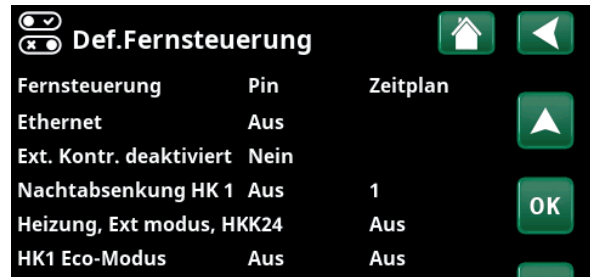 Def.Fernsteuerung
Fernsteuerung Pin Zeitplan
Ethernet Aus
Ext. Kontr. deaktiviert Nein
Nachtabsenkung HK 1 Aus 1
OK
Heizung, Ext modus, HKK24 Aus
HK1 Eco-Modus Aus Aus